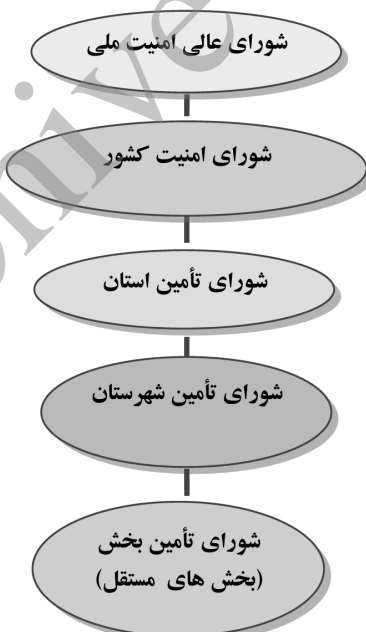 شورای عالی امنیت ملی
شورای امنیت کشور
شورای تأمین استان
شورای تأمین شهرستان
شورای تأمین بخش
(بخش های مستقل)